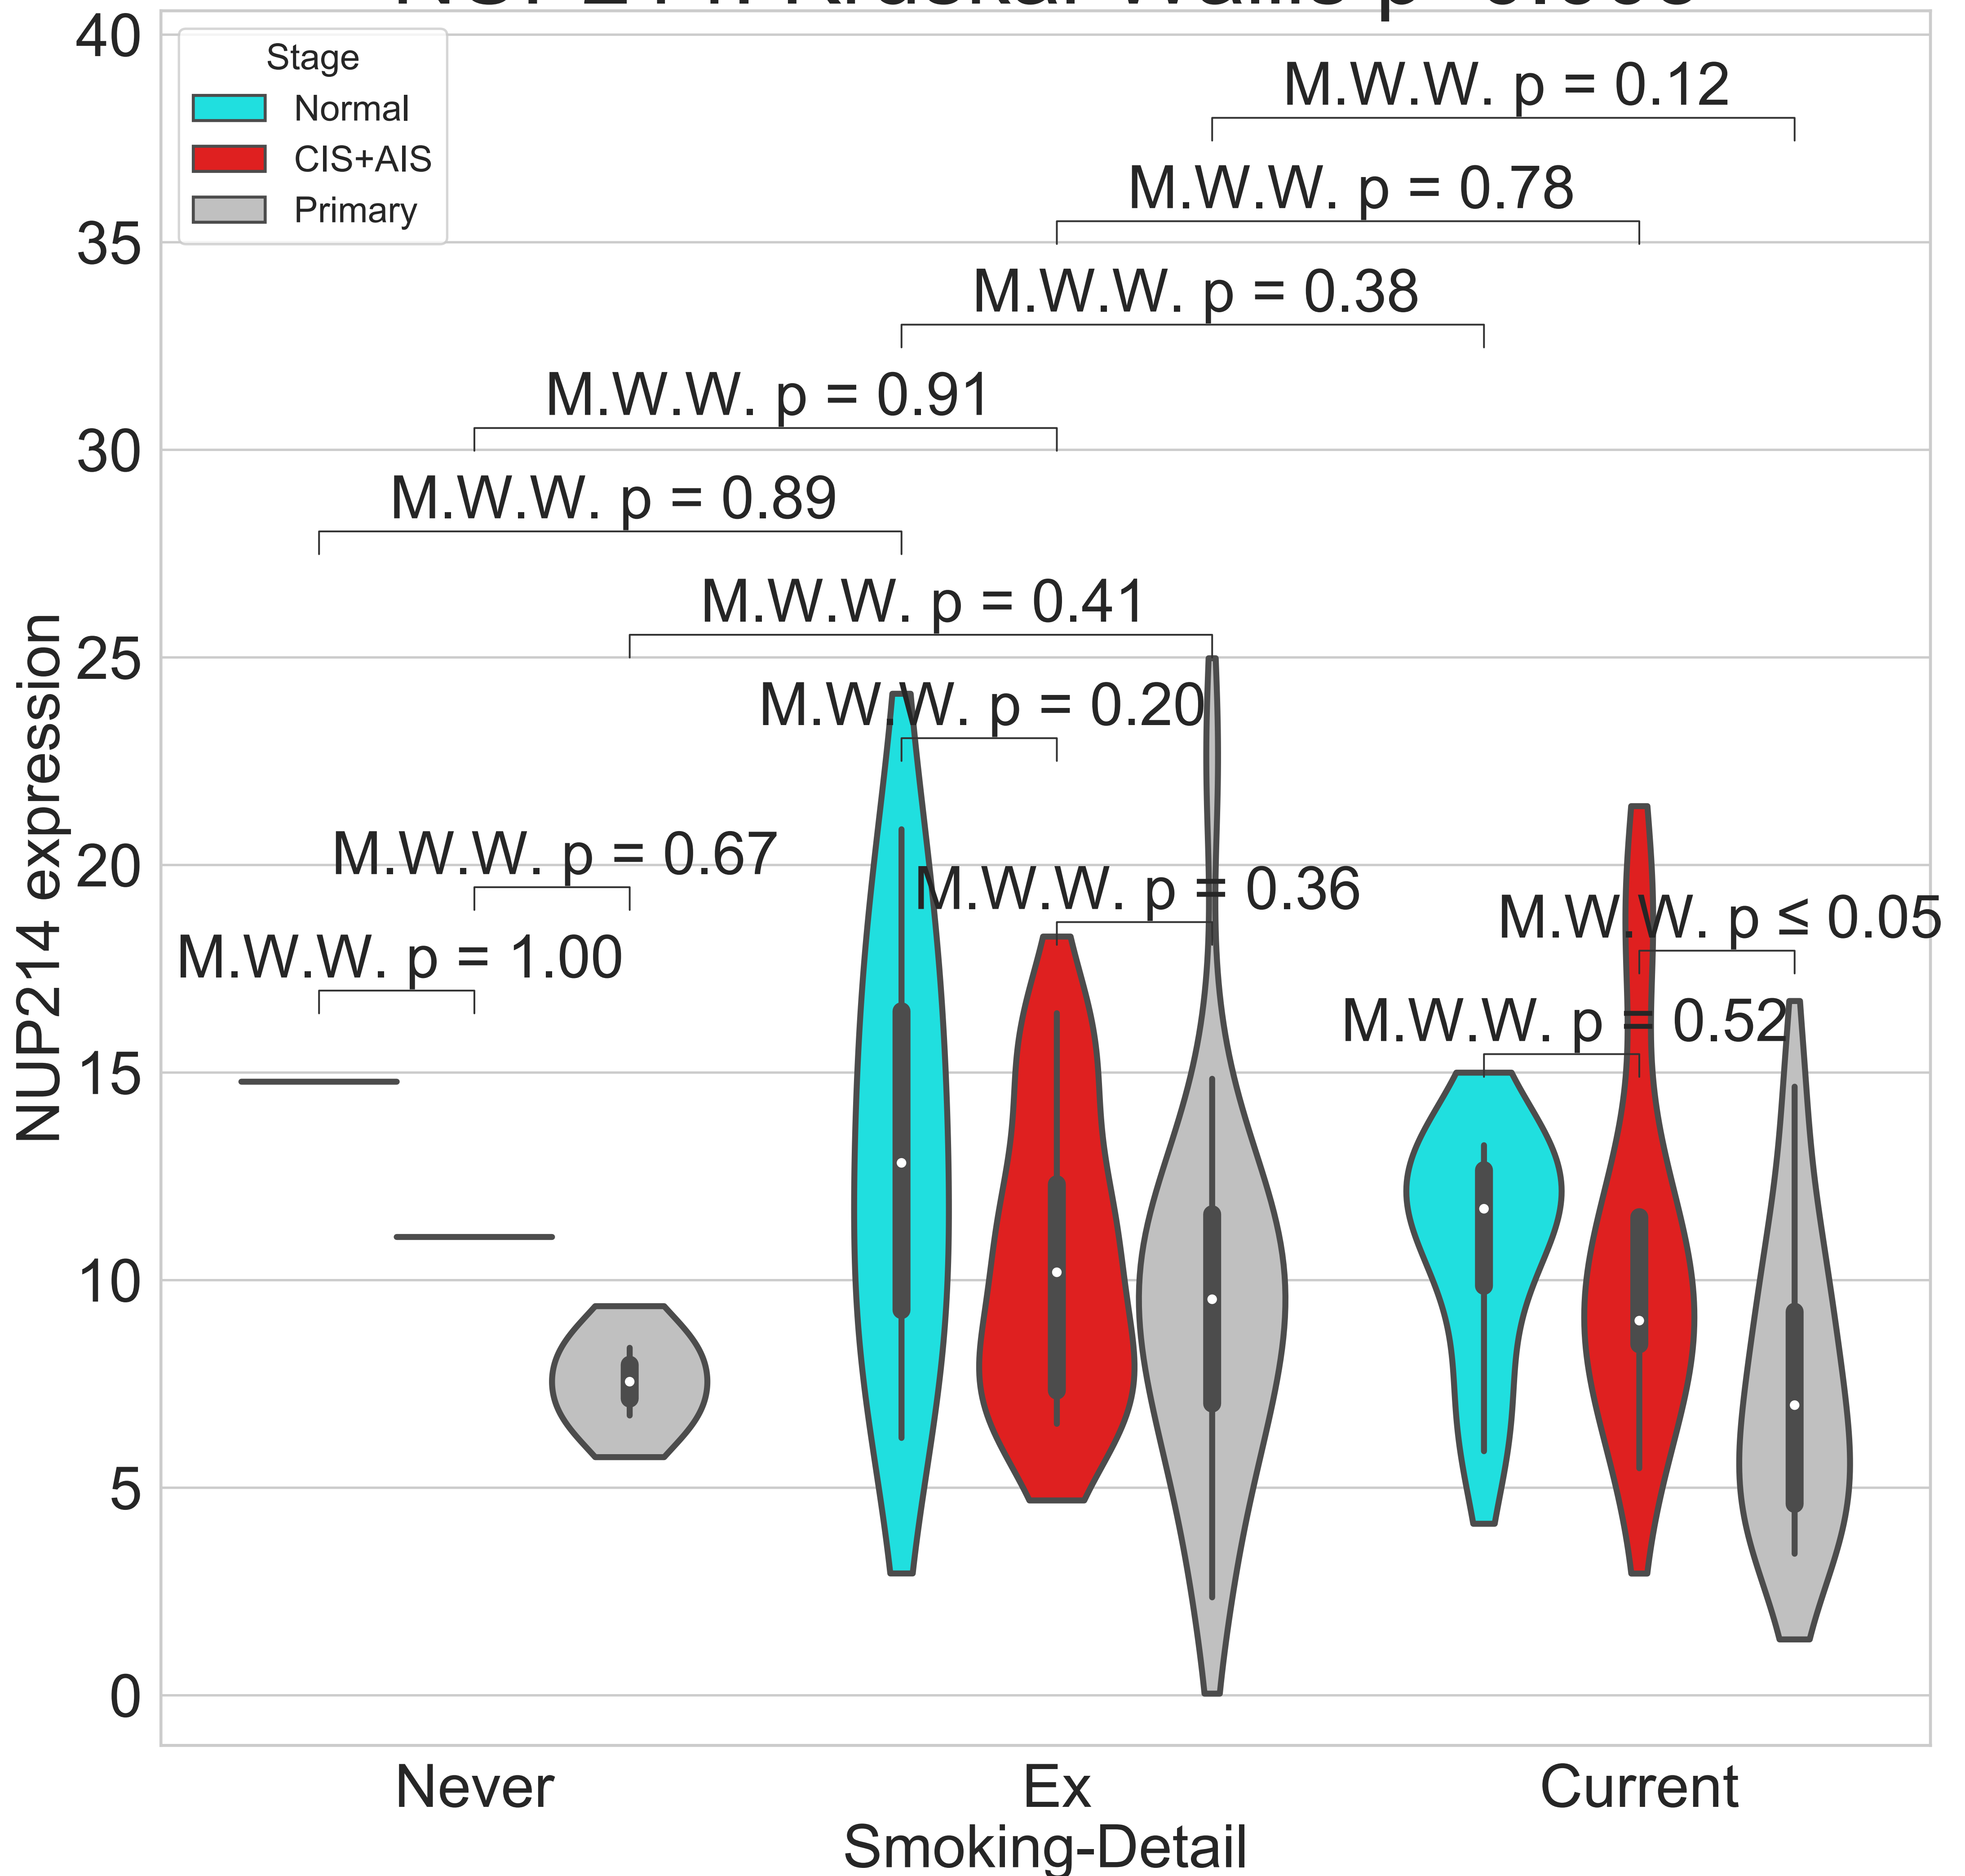 40
35
30
25
20
15
10
5
0
NUP214 expression
Stage
Normal
CIS+AIS
Primary
M.W.W. p = 0.12
M.W.W. p = 0.78
M.W.W. p = 0.38
M.W.W. p = 0.91
M.W.W. p = 0.89
M.W.W. p = 0.41
M.W.W. p = 0.20
M.W.W. p = 0.67
M.W.W. p = 0.36
M.W.W. p ≤ 0.05
M.W.W. p = 1.00
M.W.W. p = 0.52
Never
Ex
Current
Smoking-Detail